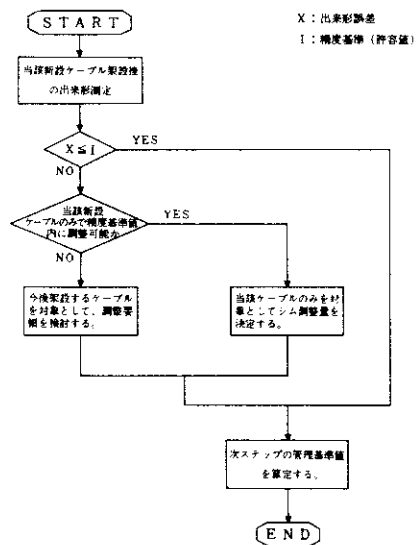 START
X：出来形誤差
I：精度基準（許容値）
当該新設ケーブル架設後
の出来形測定
X≦I
YES
NO
当該新設
ケーブルのみで精度基準値
内に調整可能か
YES
NO
今後架設するケーブル
を対象として、調整要
領を検討する。
当該ケーブルのみを対
象としてシム調整量を
決定する。
次ステップの管理基準値
を算定する。
END